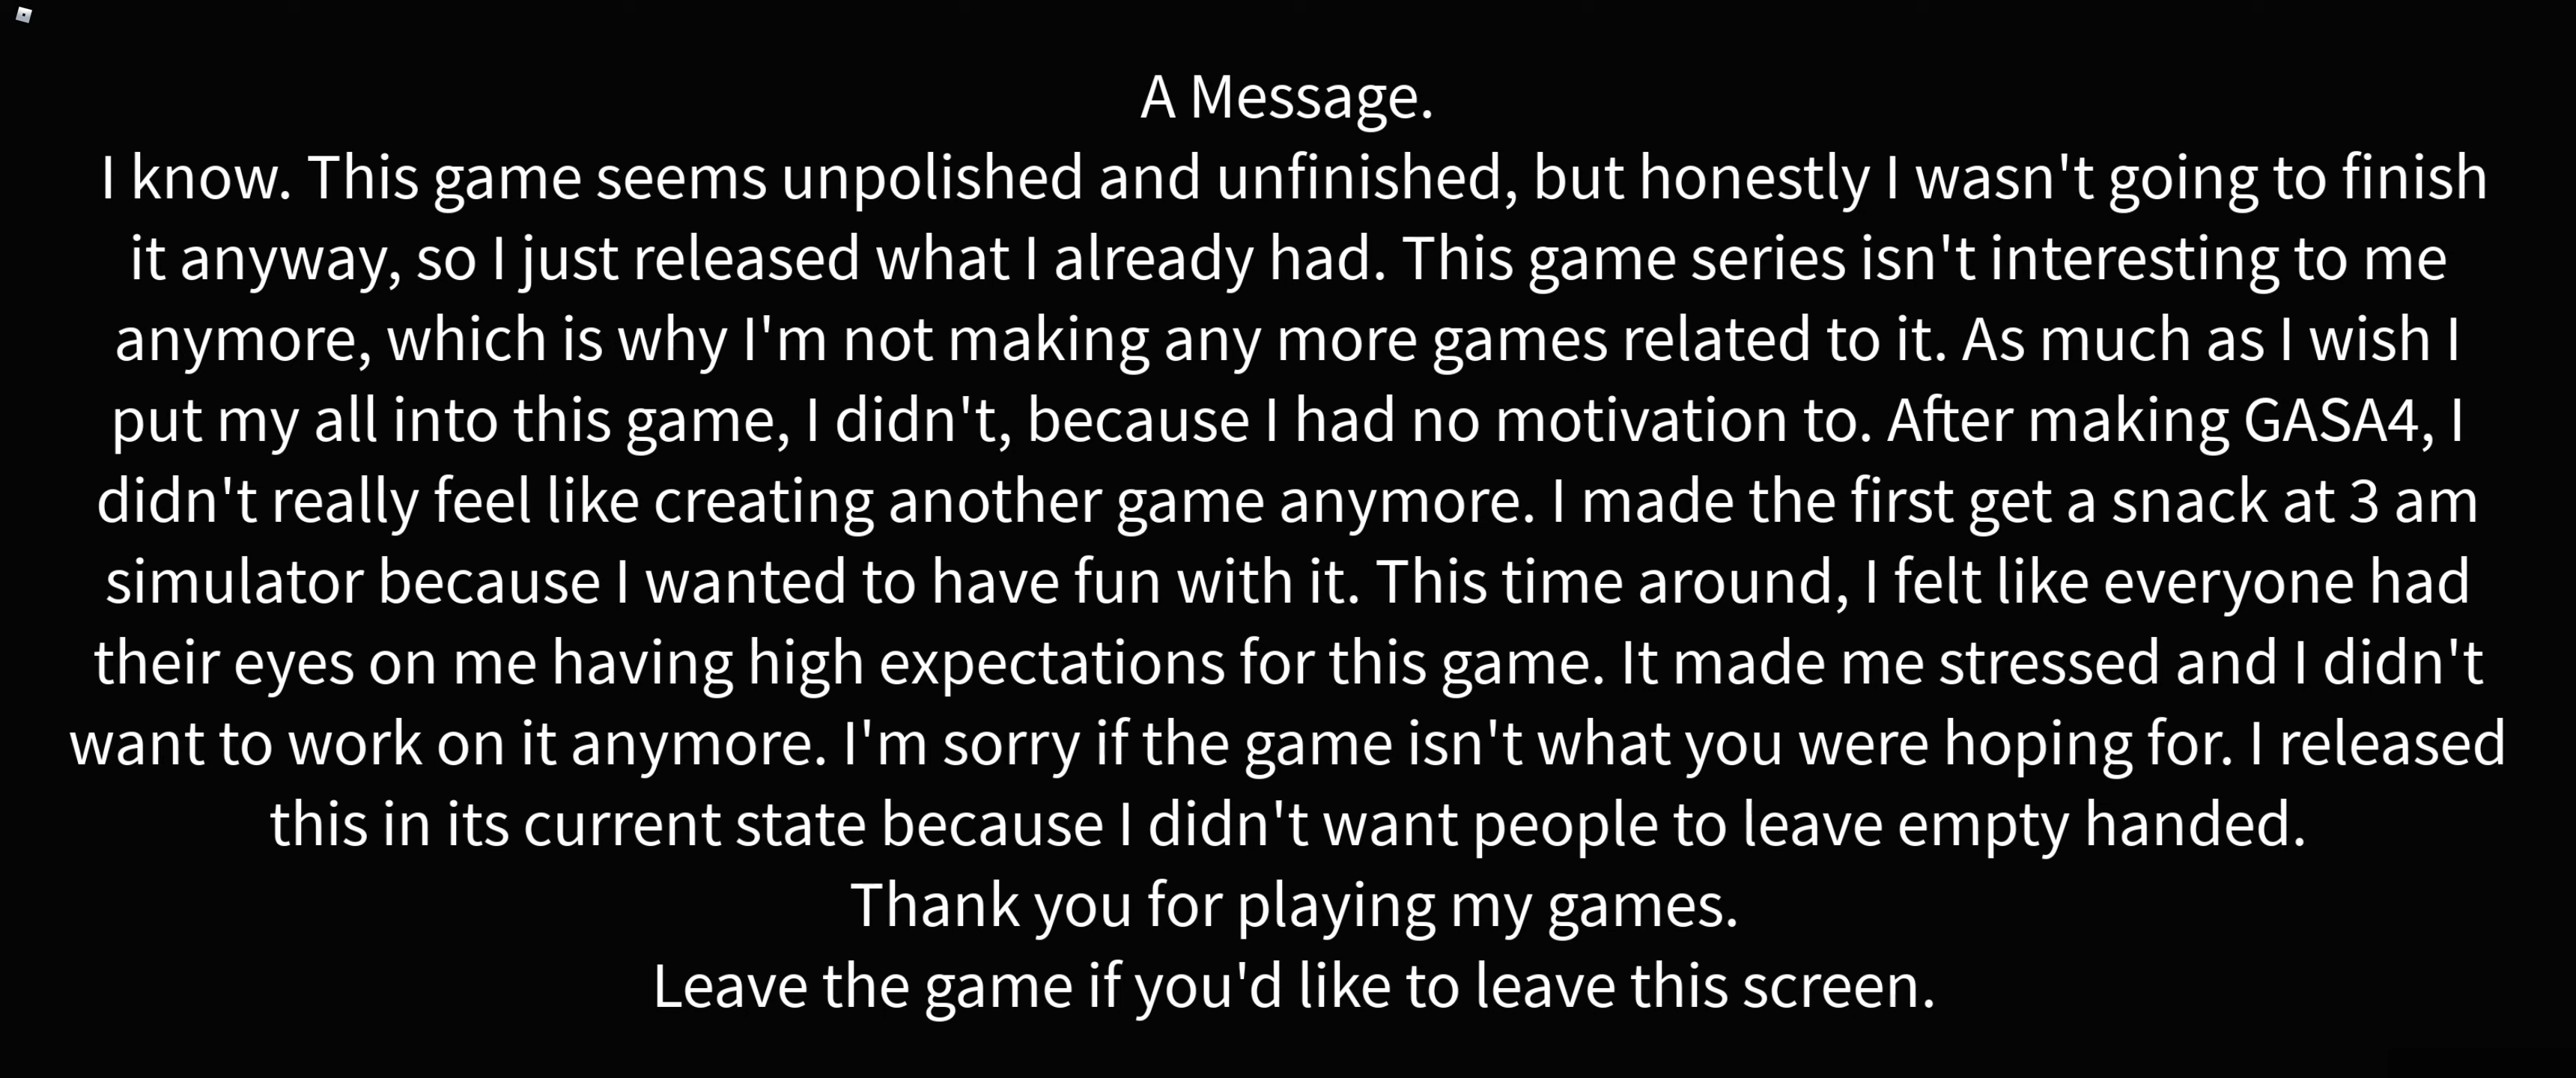 A Message.
I know. This game seems unpolished and unfinished, but honestly I wasn't going to finish
it anyway, so I just released what I already had. This game series isn't interesting to me
anymore, which is why I'm not making any more games related to it. As much as I wish I
put my all into this game, I didn't, because I had no motivation to. After making GASA4, I
didn't really feel like creating another game anymore. I made the first get a snack at 3 am
simulator because I wanted to have fun with it. This time around, I felt like everyone had
their eyes on me having high expectations for this game. It made me stressed and I didn't
want to work on it anymore. I'm sorry if the game isn't what you were hoping for. I released
this in its current state because I didn't want people to leave empty handed.
Thank you for playing my games.
Leave the game if you'd like to leave this screen.